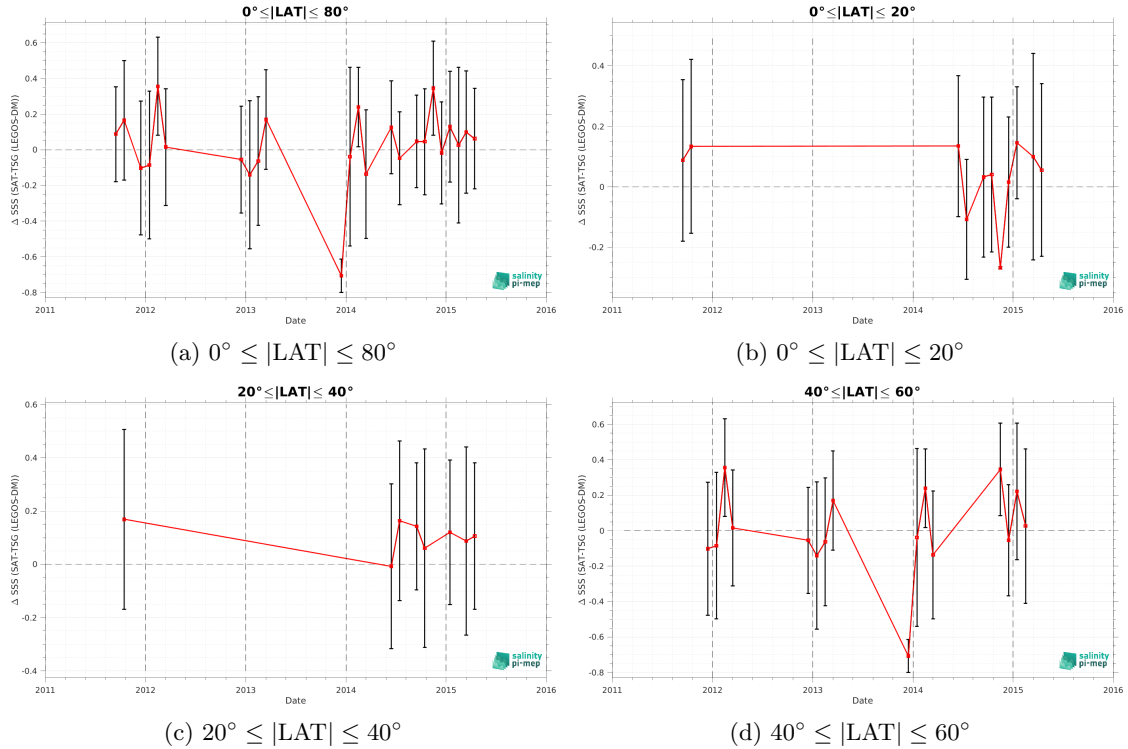 0°≤|LAT|≤ 80°
Δ SSS (SAT-TSG (LEGOS-DM))
0.6
0.4
0.2
0
-0.2
-0.4
-0.6
-0.8
2011
2012
2013
2014
2015
2016
Date
salinity
pi-mep
(a) 0° ≤ |LAT| ≤ 80°
0°≤|LAT|≤ 20°
Δ SSS (SAT-TSG (LEGOS-DM))
0.4
0.2
0
-0.2
2011
2012
2013
2014
2015
2016
Date
salinity
pi-mep
(b) 0° ≤ |LAT| ≤ 20°
20°≤|LAT|≤ 40°
Δ SSS (SAT-TSG (LEGOS-DM))
0.6
0.4
0.2
0
-0.2
-0.4
2011
2012
2013
2014
2015
2016
Date
salinity
pi-mep
(c) 20° ≤ |LAT| ≤ 40°
40°≤|LAT|≤ 60°
Δ SSS (SAT-TSG (LEGOS-DM))
0.6
0.4
0.2
0
-0.2
-0.4
-0.6
-0.8
2011
2012
2013
2014
2015
2016
Date
salinity
pi-mep
(d) 40° ≤ |LAT| ≤ 60°